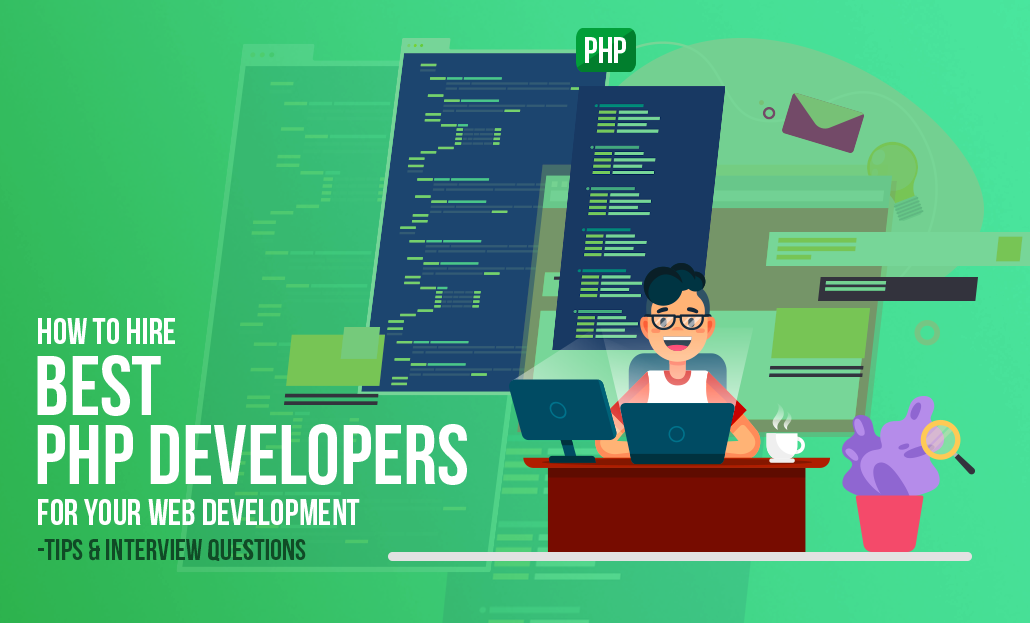 PHP
HOW TO HIRE
BEST
PHP DEVELOPERS
FOR YOUR WEB DEVELOPMENT
-TIPS & INTERVIEW QUESTIONS